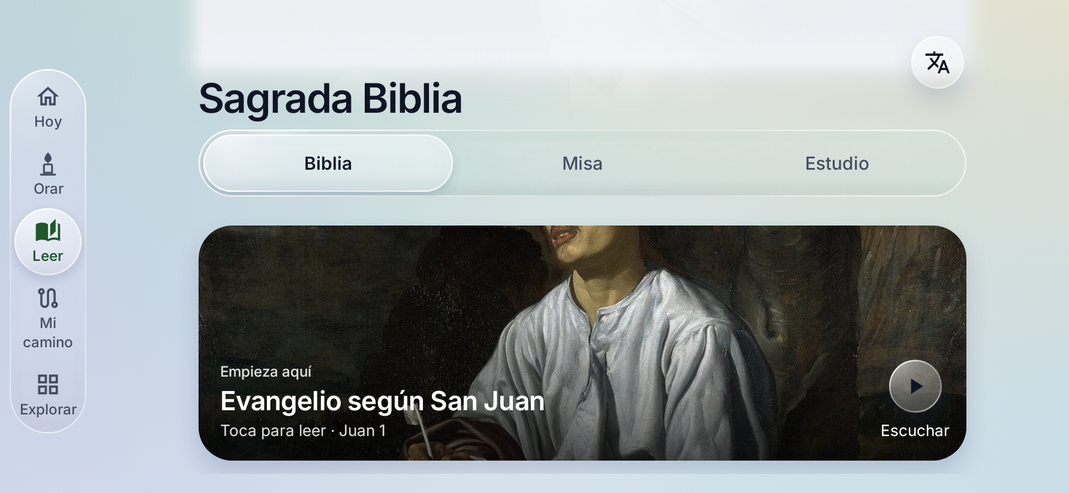 Sagrada Biblia
Hoy
Orar
Leer
Mi
camino
Explorar
Biblia
Misa
Estudio
Empieza aquí
Evangelio según San Juan
Toca para leer · Juan 1
Escuchar